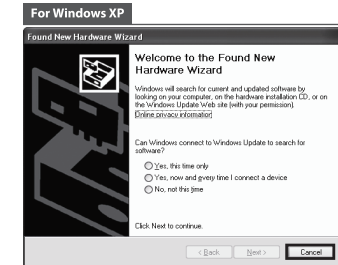 For Windows XP
Found New Hardware Wizard
Welcome to the Found New
Hardware Wizard
Windows will search for current and updated software by
looking on your computer, on the hardware installation CD, or on
the Windows Update Web site (with your permission).
Online privacy information
Can Windows connect to Windows Update to search for
software?
Yes, this time only
Yes, now and every time I connect a device
No, not this time
Click Next to continue.
< Back Next > Cancel